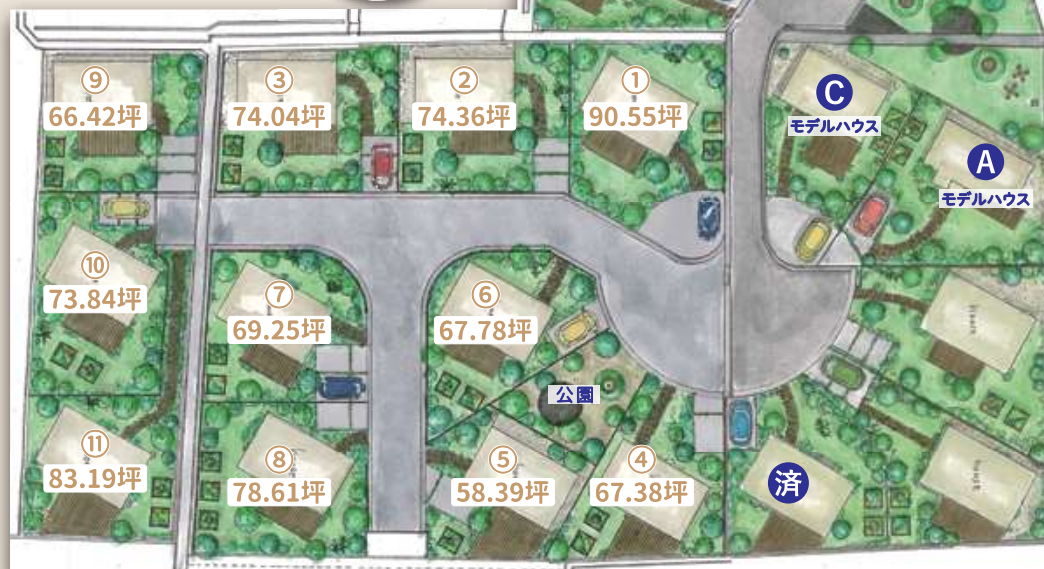 ⑨
66.42坪
③
74.04坪
②
74.36坪
①
90.55坪
C
モデルハウス
A
モデルハウス
⑩
73.84坪
⑦
69.25坪
⑥
67.78坪
公園
⑪
83.19坪
⑧
78.61坪
⑤
58.39坪
④
67.38坪
済